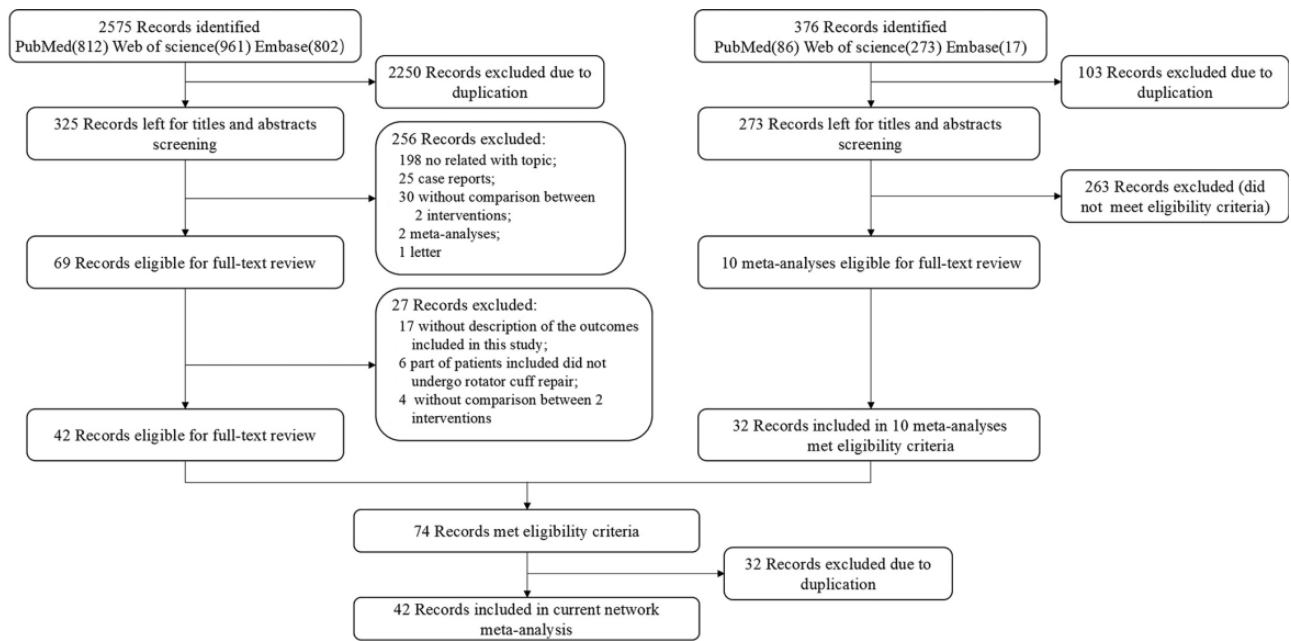 2575 Records identified
PubMed(812) Web of science(961) Embase(802)
2250 Records excluded due to
duplication
325 Records left for titles and abstracts
screening
256 Records excluded:
198 no related with topic;
25 case reports;
30 without comparison between
2 interventions;
2 meta-analyses;
1 letter
69 Records eligible for full-text review
27 Records excluded:
17 without description of the outcomes
included in this study;
6 part of patients included did not
undergo rotator cuff repair;
4 without comparison between 2
interventions
42 Records eligible for full-text review
376 Records identified
PubMed(86) Web of science(273) Embase(17)
103 Records excluded due to
duplication
273 Records left for titles and abstracts
screening
263 Records excluded (did
not meet eligibility criteria)
10 meta-analyses eligible for full-text review
32 Records included in 10 meta-analyses
met eligibility criteria
74 Records met eligibility criteria
32 Records excluded due to
duplication
42 Records included in current network
meta-analysis